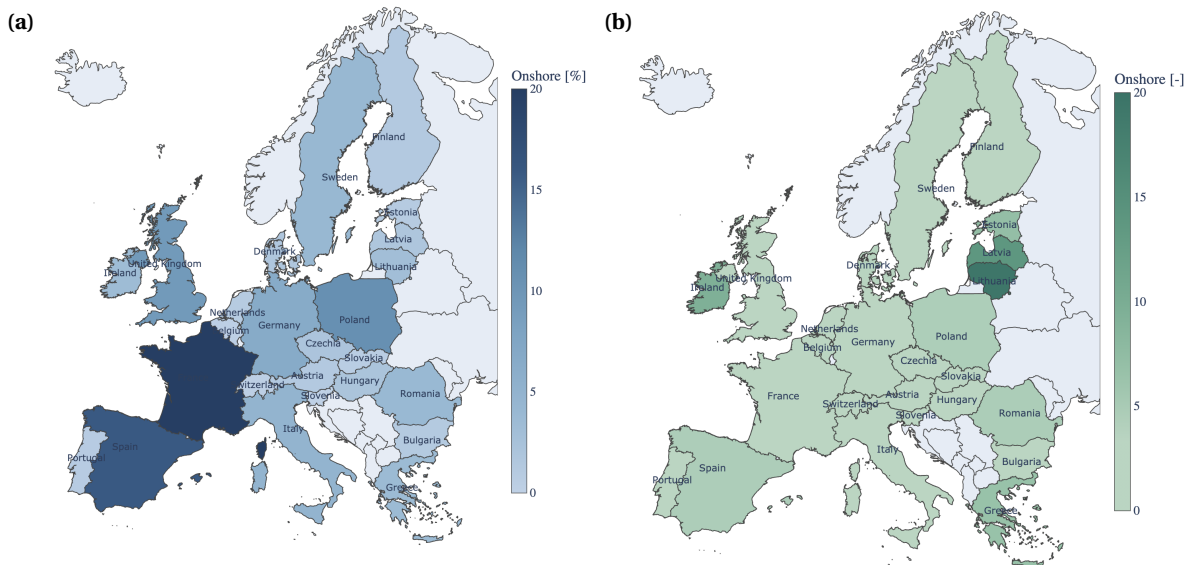 (a)
Onshore [%]
20
15
10
5
0
Finland
Sweden
Estonia
Latvia
Denmark
Lithuania
United Kingdom
Ireland
Netherlands
Belgium
Germany
Poland
Czechia
Slovakia
Austria
Switzerland
Hungary
Slovenia
Romania
Italy
Bulgaria
Spain
Portugal
Greece
(b)
Onshore [-]
20
15
10
5
0
Finland
Sweden
Estonia
Latvia
Denmark
Lithuania
United Kingdom
Ireland
Netherlands
Belgium
Germany
Poland
Czechia
Slovakia
France
Austria
Switzerland
Hungary
Slovenia
Romania
Italy
Bulgaria
Spain
Portugal
Greece